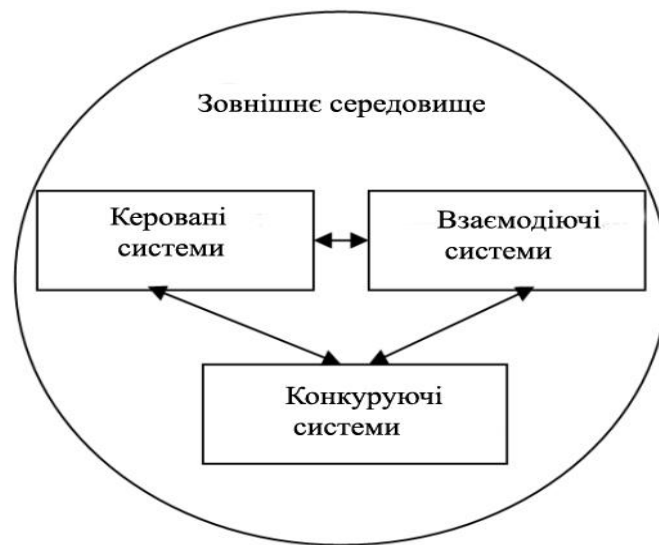 Зовнішнє середовище
Керовані
системи
Взаємодіючі
системи
Конкуруючі
системи